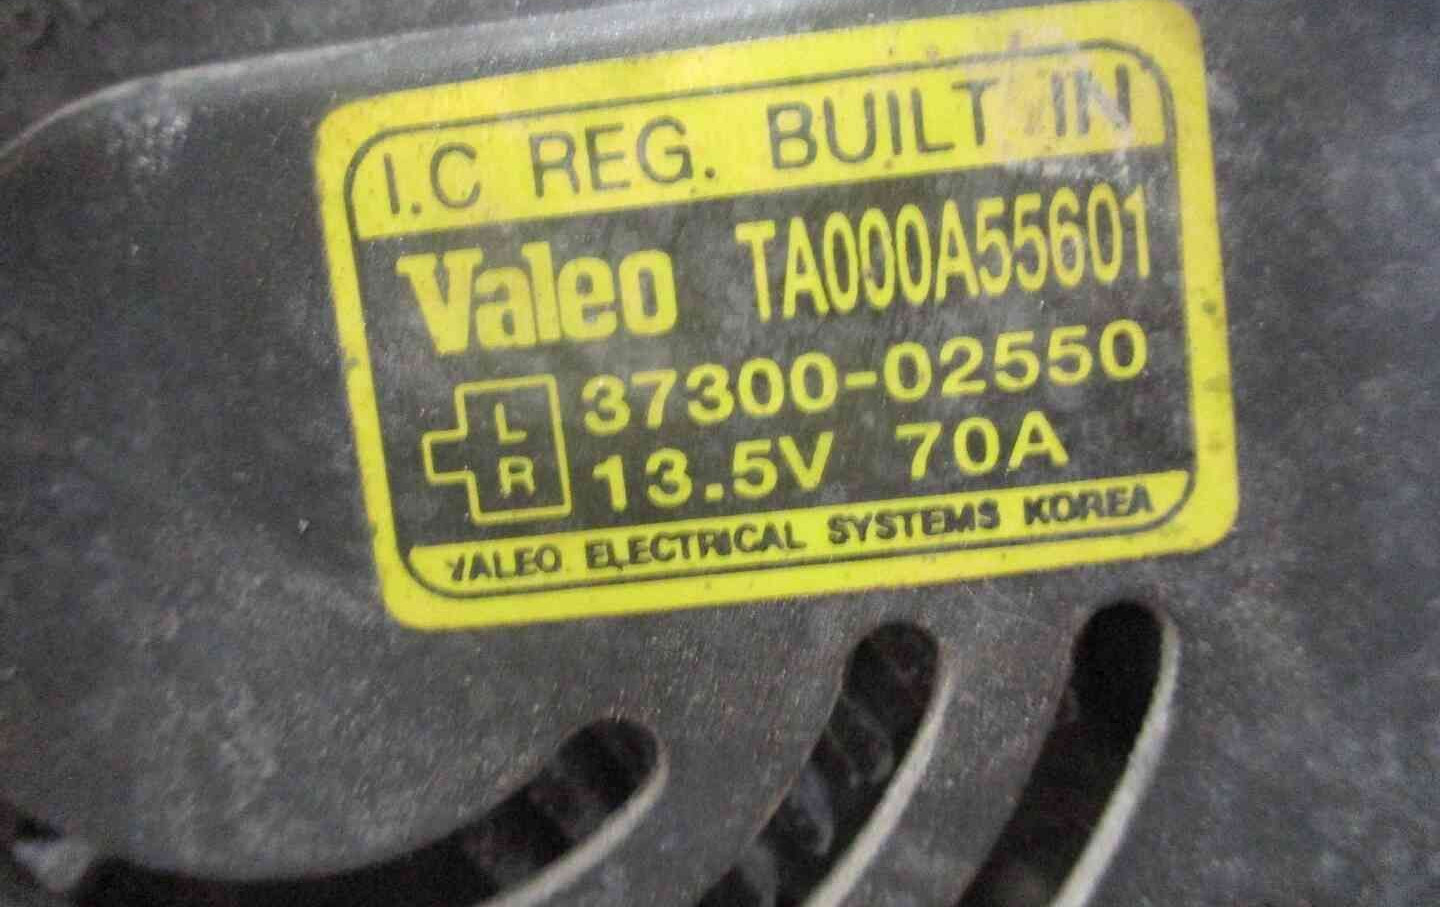 I.C REG. BUILT IN
Valeo TA000A55601
L
R
37300-02550
13.5V 70A
VALEO ELECTRICAL SYSTEMS KOREA